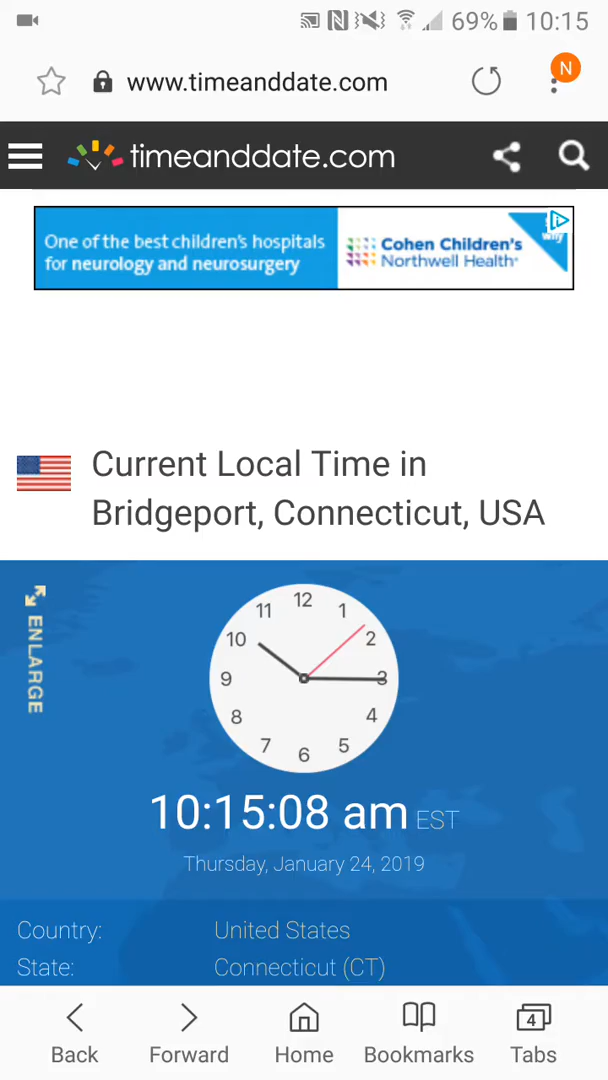 69% 10:15
www.timeanddate.com
N
timeanddate.com
One of the best children's hospitals
for neurology and neurosurgery
Cohen Children's
Northwell Health®
why
Current Local Time in
Bridgeport, Connecticut, USA
ENLARGE
12
11 1
10 2
9 3
8 4
7 5
6
10:15:08 am EST
Thursday, January 24, 2019
Country: United States
State: Connecticut (CT)
4
Back Forward Home Bookmarks Tabs